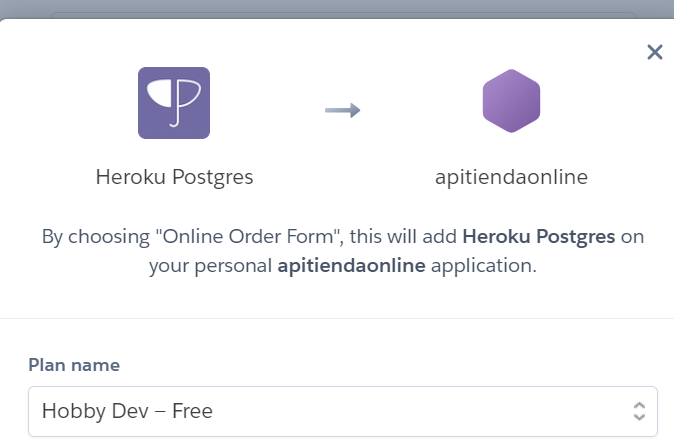 Heroku Postgres
apitiendaonline
By choosing "Online Order Form", this will add Heroku Postgres on
your personal apitiendaonline application.
Plan name
Hobby Dev – Free